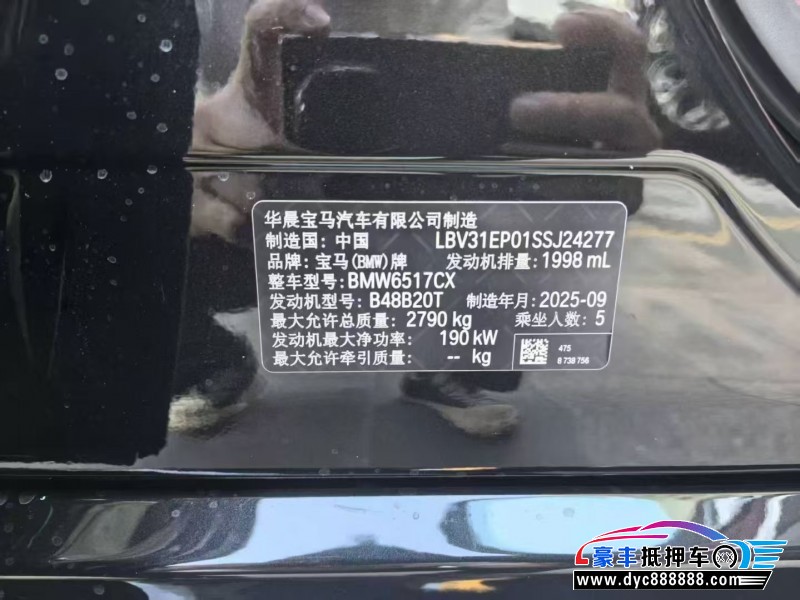 华晨宝马汽车有限公司制造
制造国：中国 LBV31EP01SSJ24277
品牌：宝马(BMW)牌 发动机排量：1998 mL
整车型号：BMW6517CX
发动机型号：B48B20T 制造年月：2025-09
最大允许总质量：2790 kg 乘坐人数：5
发动机最大净功率： 190 kW
最大允许牵引质量： -- kg
475
8 738 756
豪丰抵押车
www.dyc888888.com